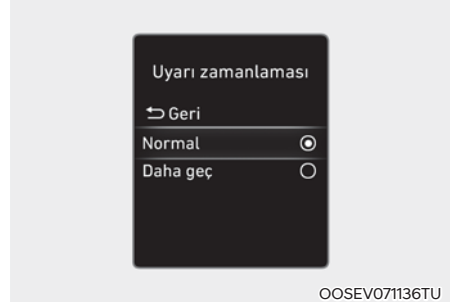 Uyarı zamanlaması
Geri
Normal
Daha geç
OOSEV071136TU